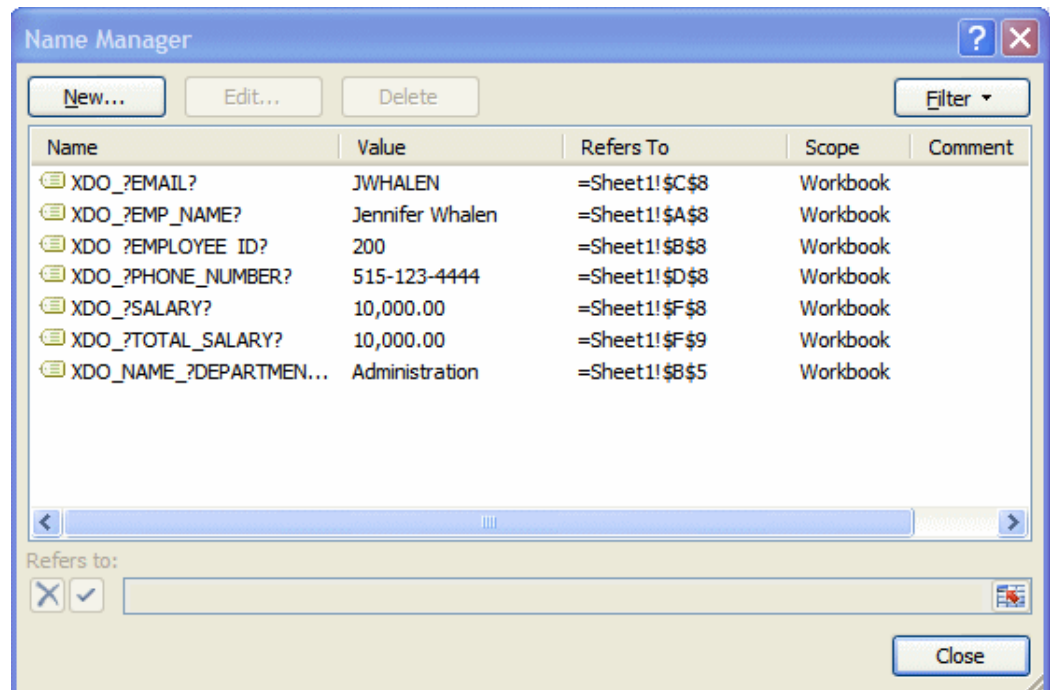 Name Manager
New... Edit... Delete Filter
Name Value Refers To Scope Comment
XDO_?EMAIL? JWHALEN =Sheet1!$C$8 Workbook
XDO_?EMP_NAME? Jennifer Whalen =Sheet1!$A$8 Workbook
XDO_?EMPLOYEE_ID? 200 =Sheet1!$B$8 Workbook
XDO_?PHONE_NUMBER? 515-123-4444 =Sheet1!$D$8 Workbook
XDO_?SALARY? 10,000.00 =Sheet1!$F$8 Workbook
XDO_?TOTAL_SALARY? 10,000.00 =Sheet1!$F$9 Workbook
XDO_NAME_?DEPARTMEN... Administration =Sheet1!$B$5 Workbook
Refers to:
Close